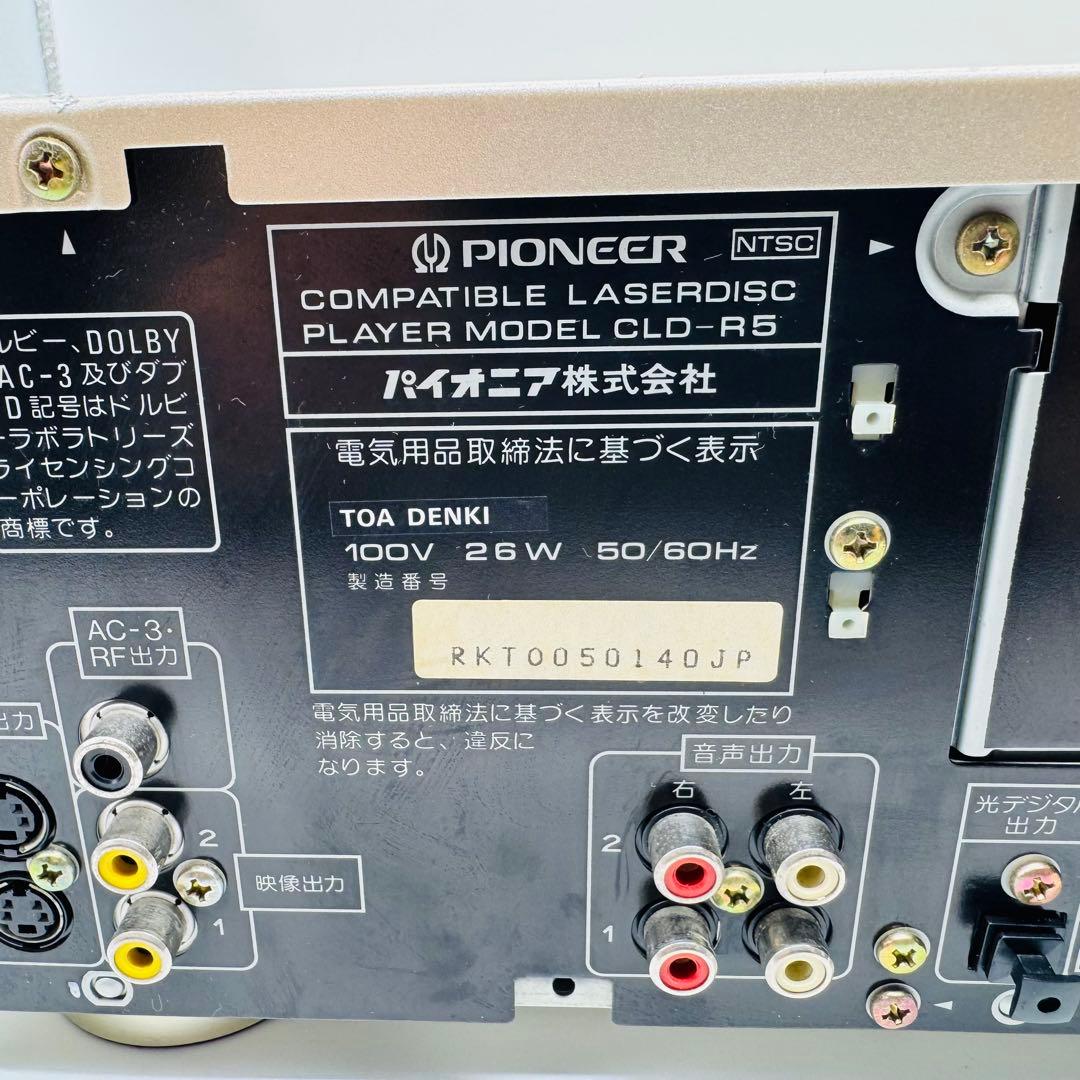 PIONEER NTSC
COMPATIBLE LASERDISC
PLAYER MODEL CLD-R5
パイオニア株式会社
ルビー、DOLBY
AC-3及びダブ
D記号はドルビ
ーラボラトリーズ
ライセンシングコ
ーポレーションの
商標です。
電気用品取締法に基づく表示
TOA DENKI
100V 26W 50/60Hz
製造番号
RKT0050140JP
電気用品取締法に基づく表示を改変したり
消除すると、違反に
なります。
AC-3・
RF出力
出力
2
1
映像出力
音声出力
右 左
2
1
光デジタル
出力